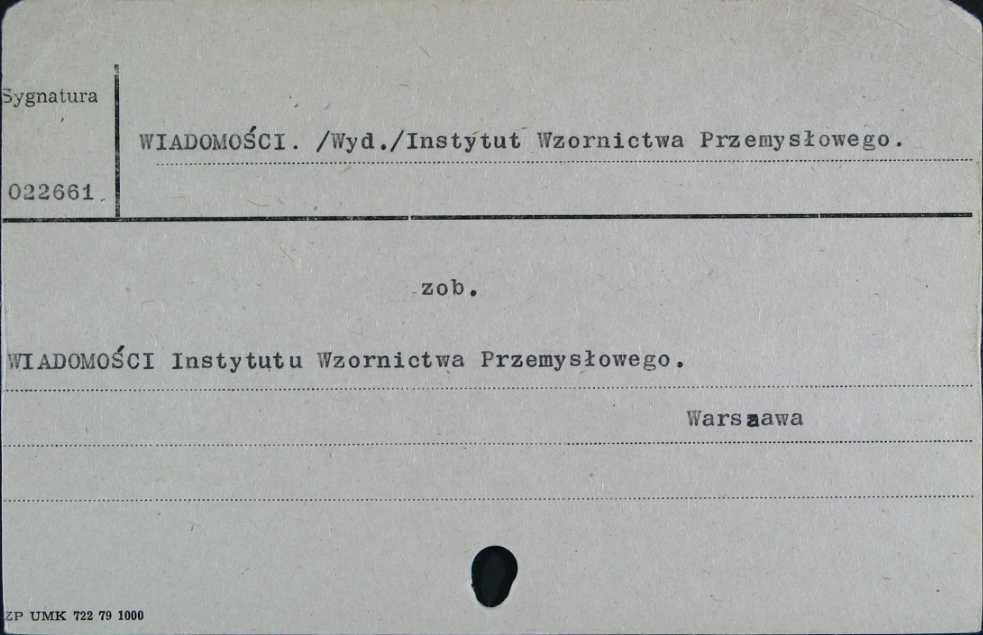 Sygnatura
WIADOMOŚCI. /Wyd./Instytut Wzornictwa Przemysłowego.
022661.
zob.
WIADOMOŚCI Instytutu Wzornictwa Przemysłowego.
Warszawa
ZP UMK 722 79 1000